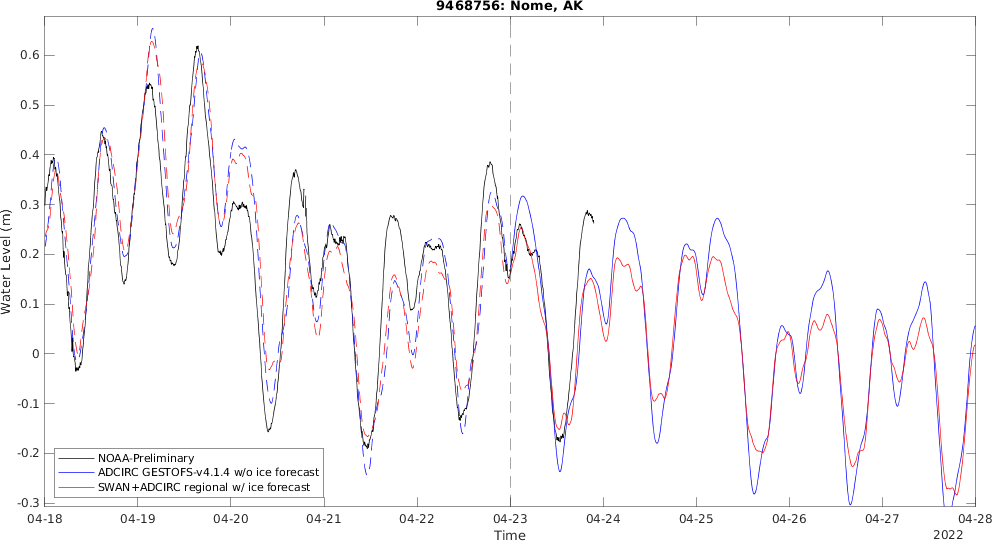 9468756: Nome, AK
Water Level (m)
0.6
0.5
0.4
0.3
0.2
0.1
0
-0.1
-0.2
-0.3
NOAA-Preliminary
ADCIRC GESTOFS-v4.1.4 w/o ice forecast
SWAN+ADCIRC regional w/ ice forecast
04-18 04-19 04-20 04-21 04-22 04-23 04-24 04-25 04-26 04-27 04-28
Time
2022